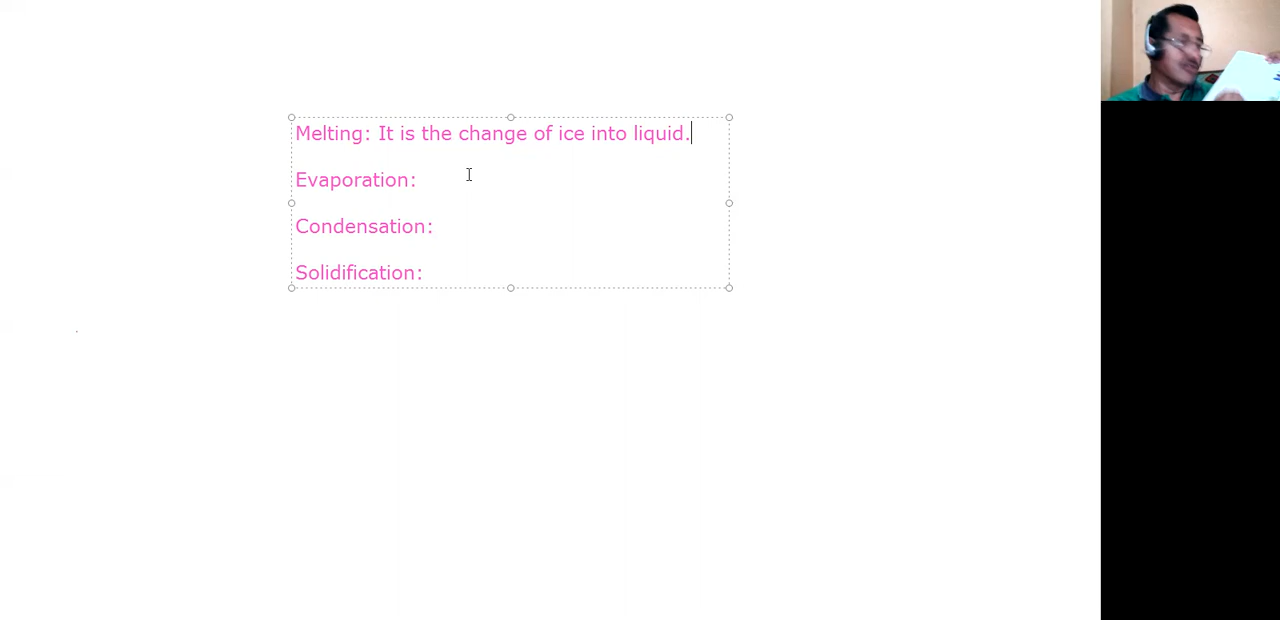 Melting: It is the change of ice into liquid.
Evaporation:
Condensation:
Solidification: